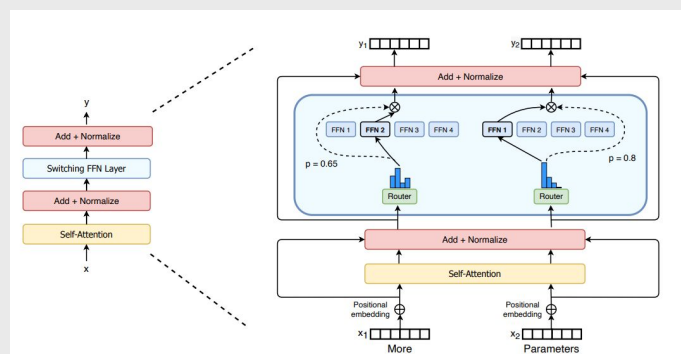 y
Add + Normalize
Switching FFN Layer
Add + Normalize
Self-Attention
x
y1 y2
Add + Normalize
FFN 1 FFN 2 FFN 3 FFN 4 FFN 1 FFN 2 FFN 3 FFN 4
p = 0.65 p = 0.8
Router Router
Add + Normalize
Self-Attention
Positional embedding Positional embedding
x1 x2
More Parameters